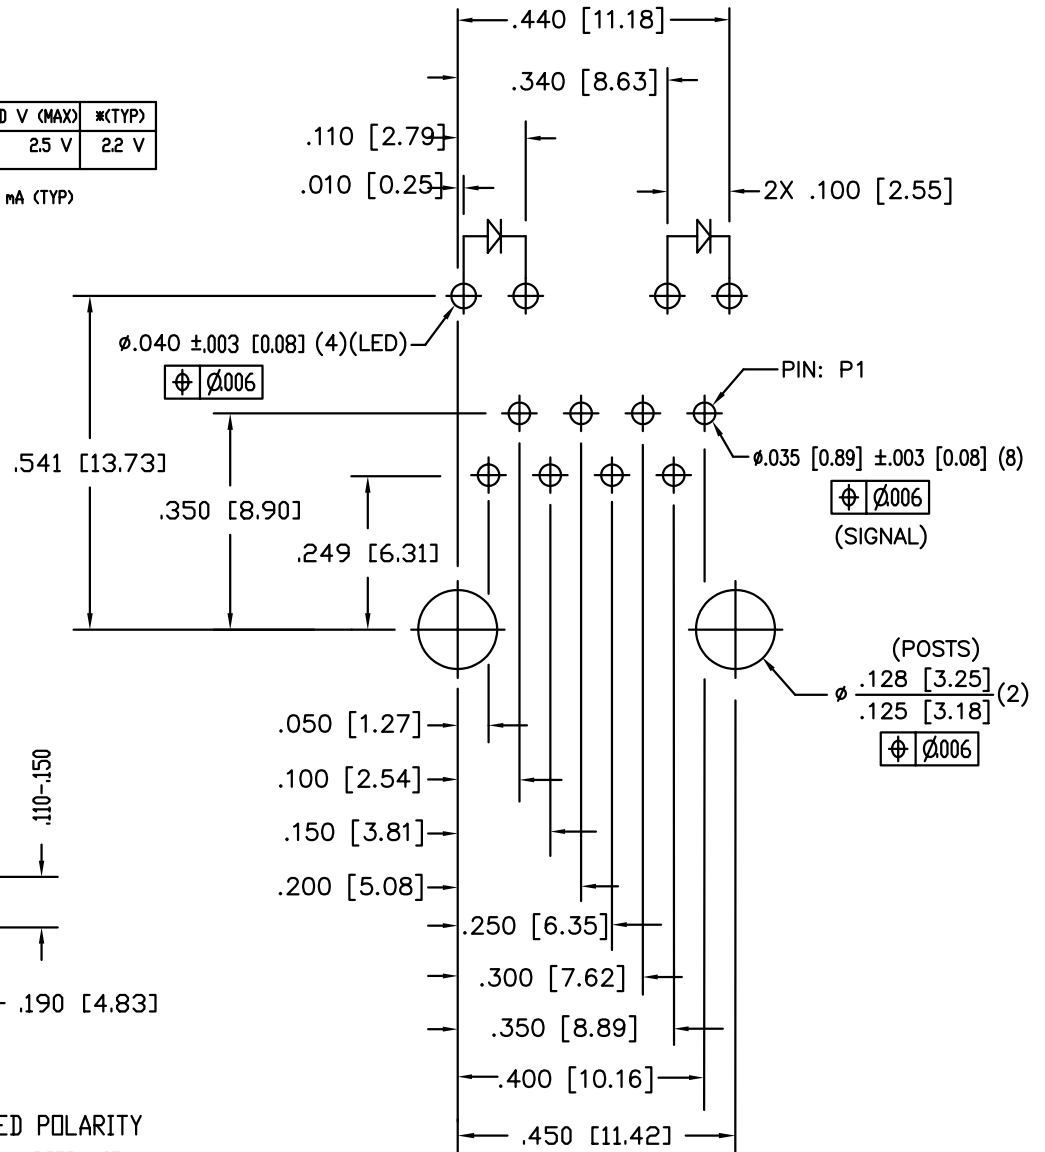 .440 [11.18]
.340 [8.63]
D V (MAX) *(TYP)
2.5 V 2.2 V
mA (TYP)
.110 [2.79]
.010 [0.25]
2X .100 [2.55]
ø.040 ±.003 [0.08] (4)(LED)
⌖ Ø.006
PIN: P1
.541 [13.73]
ø.035 [0.89] ±.003 [0.08] (8)
⌖ Ø.006
(SIGNAL)
.350 [8.90]
.249 [6.31]
(POSTS)
ø .128 [3.25]
.125 [3.18] (2)
⌖ Ø.006
.050 [1.27]
.110-.150
.100 [2.54]
.150 [3.81]
.200 [5.08]
.250 [6.35]
.300 [7.62]
.190 [4.83]
.350 [8.89]
.400 [10.16]
ED POLARITY
.450 [11.42]